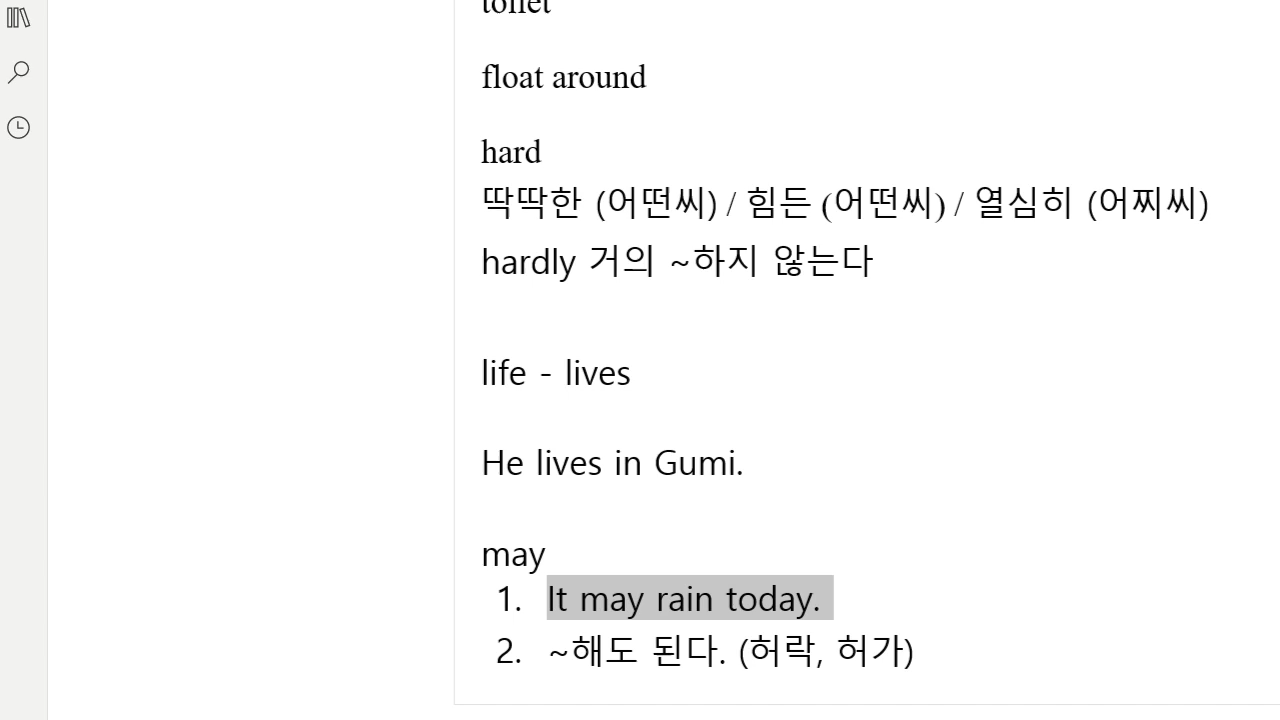 toilet
float around
hard
딱딱한 (어떤씨) / 힘든 (어떤씨) / 열심히 (어찌씨)
hardly 거의 ~하지 않는다
life - lives
He lives in Gumi.
may
1. It may rain today.
2. ~해도 된다. (허락, 허가)